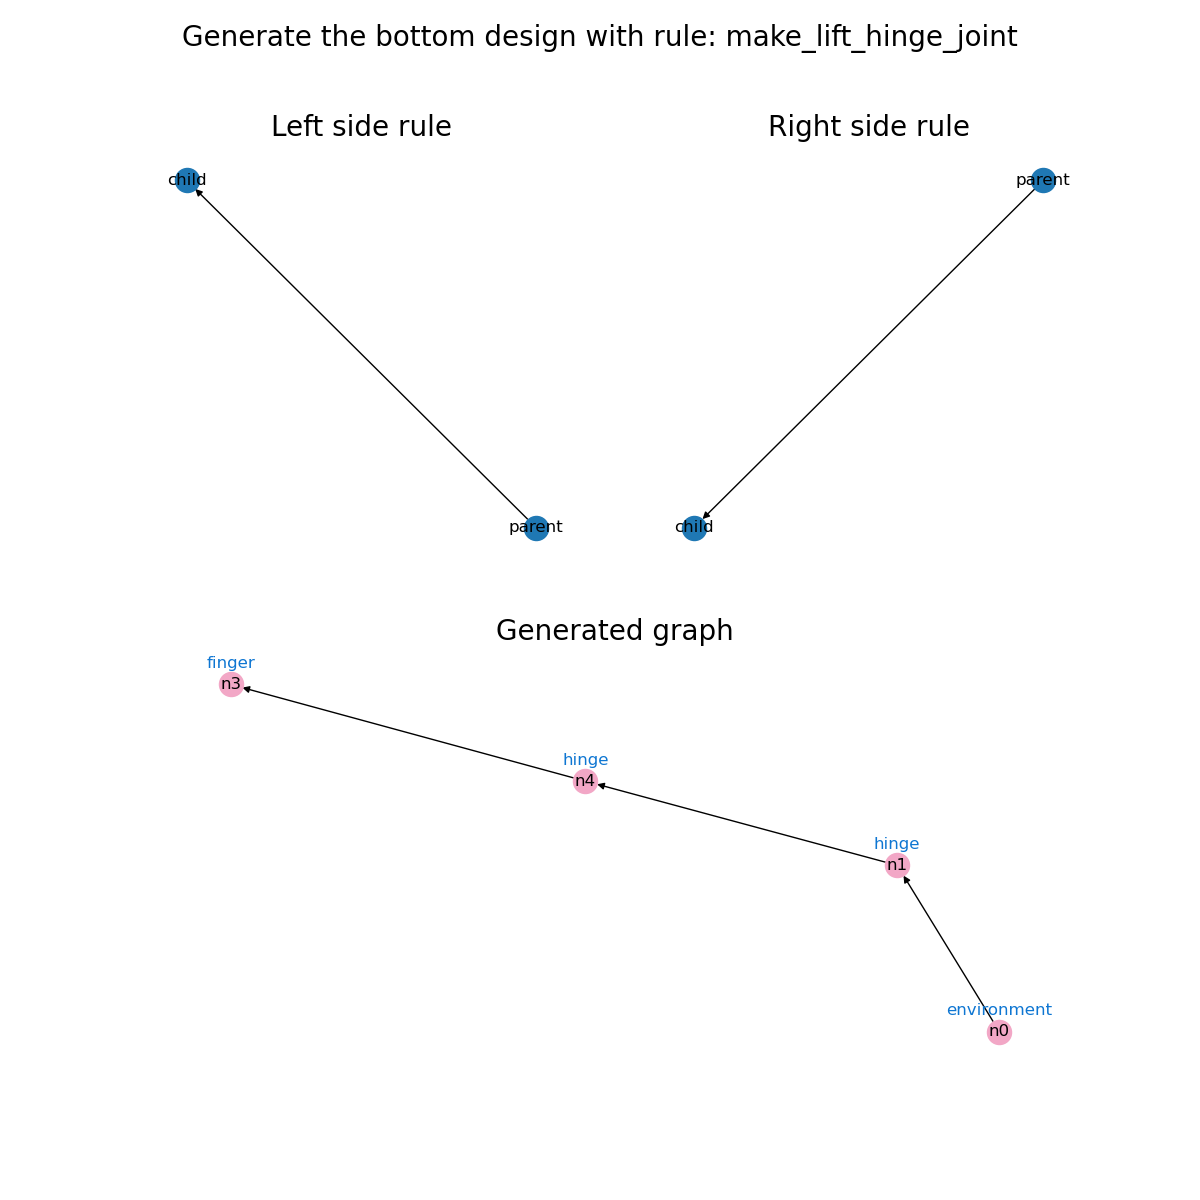 Generate the bottom design with rule: make_lift_hinge_joint
Left side rule
Right side rule
child
parent
parent
child
Generated graph
finger
n3
hinge
n4
hinge
n1
environment
n0